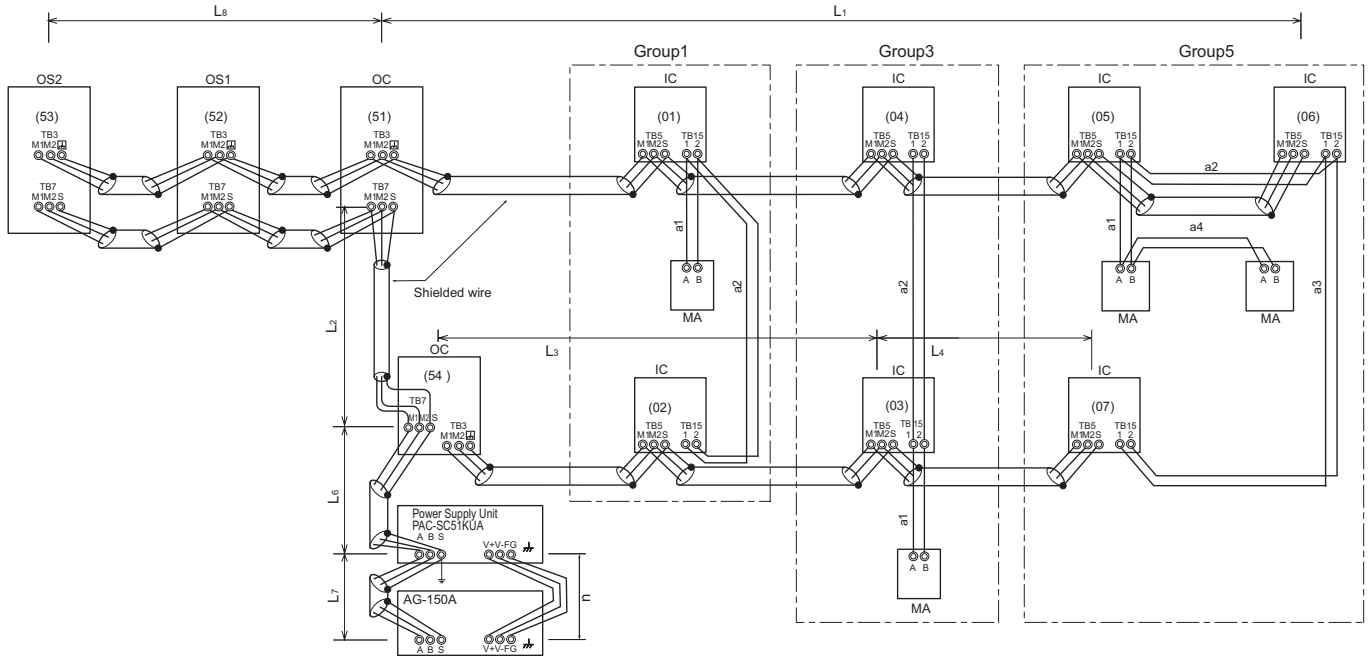 L8 L1
Group1 Group3 Group5
OS2 OS1 OC IC IC IC IC
(53) (52) (51) (01) (04) (05) (06)
TB3 TB3 TB3 TB5 TB15 TB5 TB15 TB5 TB15 TB5 TB15
M1M2 M1M2 M1M2 M1M2S 1 2 M1M2S 1 2 M1M2S 1 2 M1M2S 1 2
a2
TB7 TB7 TB7
M1M2 S M1M2 S M1M2 S
a1 a1 a4
A B A B A B
Shielded wire
MA MA MA
L2 a2 a2 a3
L3 L4
OC IC IC IC
(54 ) (02) (03) (07)
TB7
M1M2 S
TB3 TB5 TB15 TB5 TB15 TB5 TB15
M1M2 M1M2S 1 2 M1M2S 1 2 M1M2S 1 2
L6
Power Supply Unit
PAC-SC51KUA
A B S V+V-FG
a1
A B
MA
L7 n
AG-150A
A B S V+V-FG